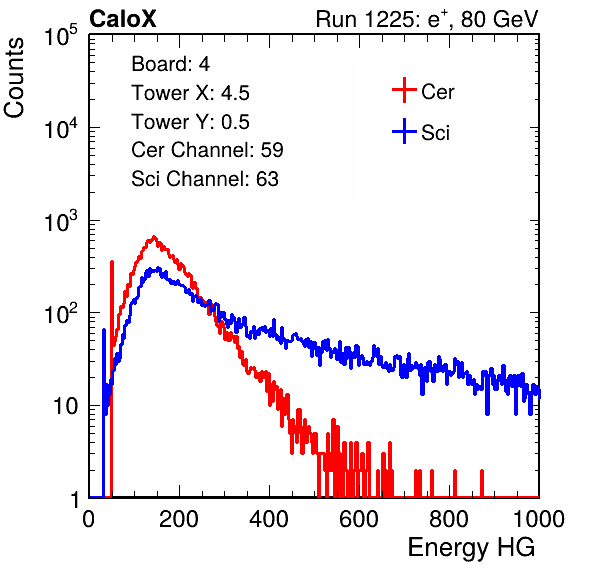 CaloX Run 1225: e⁺, 80 GeV
Counts
Board: 4
Tower X: 4.5
Tower Y: 0.5
Cer Channel: 59
Sci Channel: 63
Cer
Sci
10⁵
10⁴
10³
10²
10
1
0 200 400 600 800 1000
Energy HG